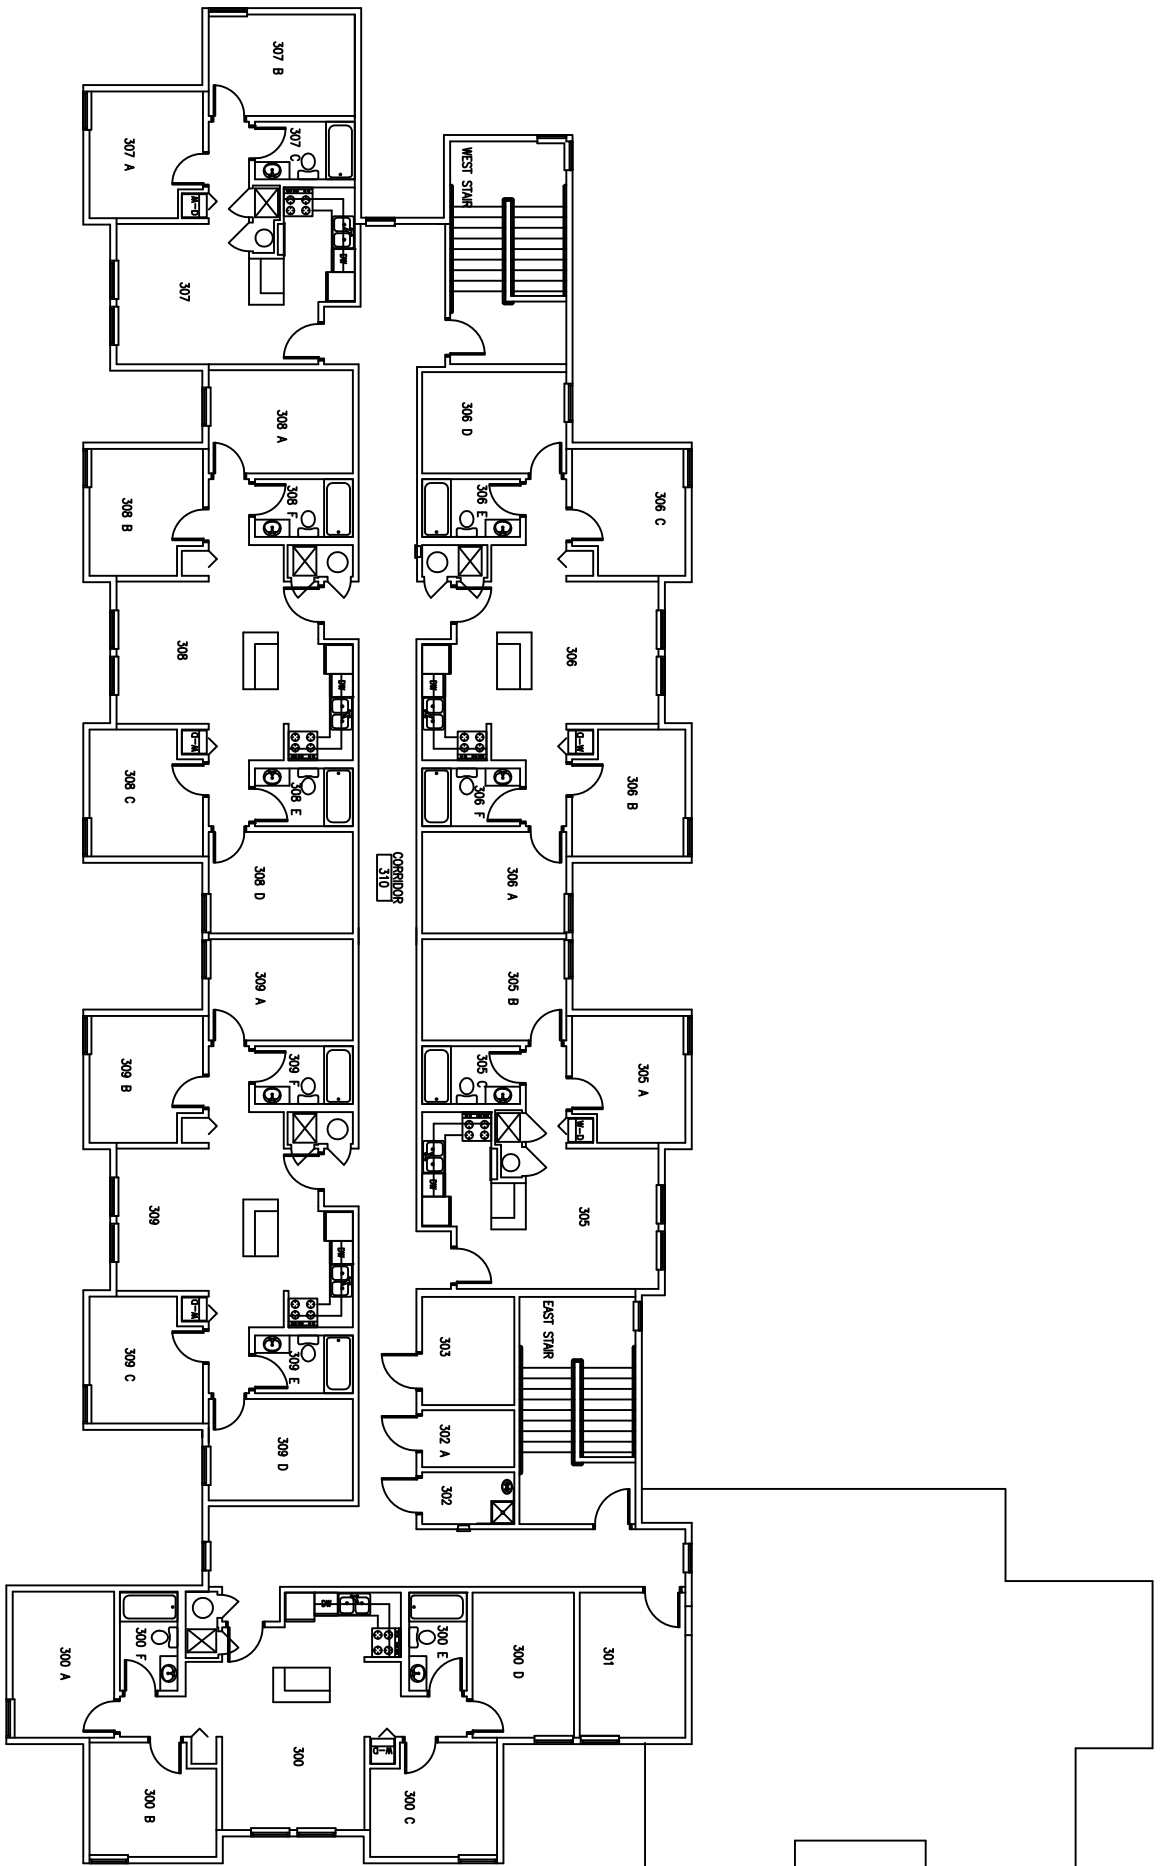 307 B
307 A
307
C
W-D
DW
307
WEST STAIR
308 A
306 D
308 B
308
F
306
E
306 C
308
306
DW
DW
W-D
W-D
308 C
308 E
306
F
306 B
308 D
CORRIDOR
310
306 A
309 A
305 B
309 B
309
F
305
C
305 A
W-D
DW
309
305
DW
W-D
EAST STAIR
303
309 C
309 E
302 A
309 D
302
DW
300 A
300
F
300
E
300 D
301
300
W-D
300 B
300 C